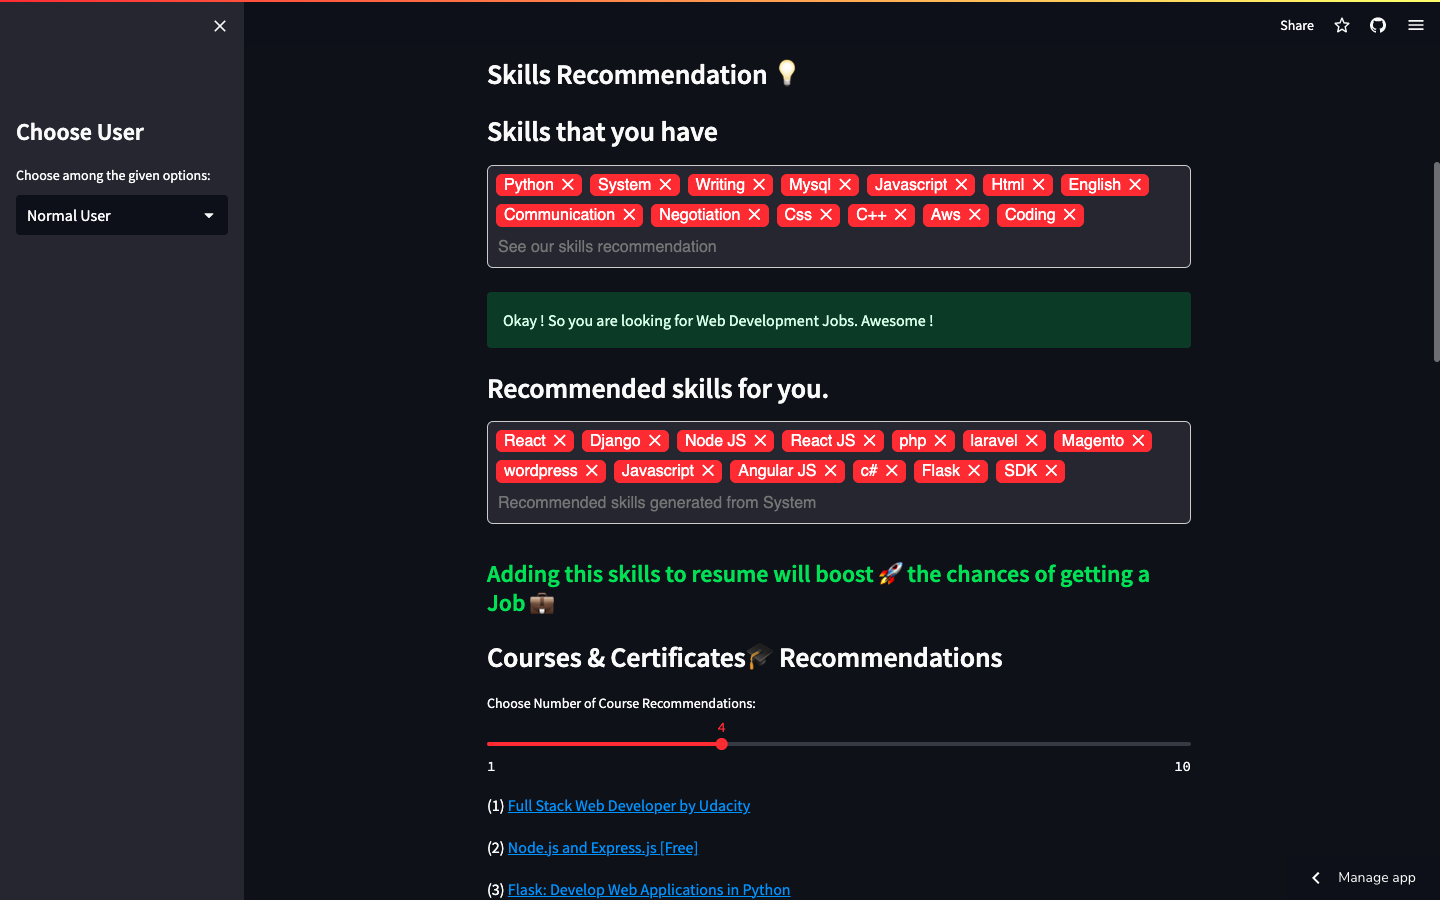 Share
Choose User
Choose among the given options:
Normal User
Skills Recommendation
Skills that you have
Python System Writing Mysql Javascript Html English
Communication Negotiation Css C++ Aws Coding
See our skills recommendation
Okay ! So you are looking for Web Development Jobs. Awesome !
Recommended skills for you.
React Django Node JS React JS php laravel Magento
wordpress Javascript Angular JS c# Flask SDK
Recommended skills generated from System
Adding this skills to resume will boost 🚀 the chances of getting a
Job 💼
Courses & Certificates🎓 Recommendations
Choose Number of Course Recommendations:
4
1 10
(1) Full Stack Web Developer by Udacity
(2) Node.js and Express.js [Free]
(3) Flask: Develop Web Applications in Python
Manage app